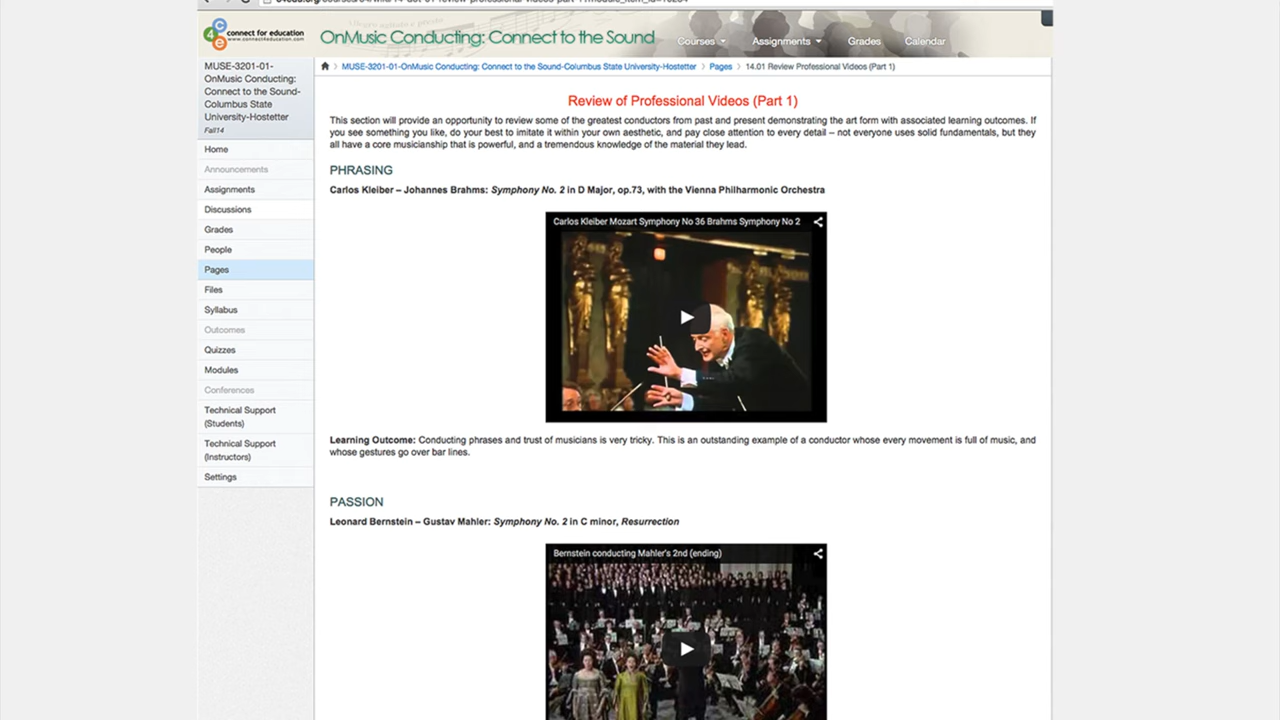 connect for education
www.connect4education.com
OnMusic Conducting: Connect to the Sound
Courses
Assignments
Grades
Calendar
MUSE-3201-01-
OnMusic Conducting:
Connect to the Sound-
Columbus State
University-Hostetter
Fall14
MUSE-3201-01-OnMusic Conducting: Connect to the Sound-Columbus State University-Hostetter
Pages
14.01 Review Professional Videos (Part 1)
Home
Announcements
Assignments
Discussions
Grades
People
Pages
Files
Syllabus
Outcomes
Quizzes
Modules
Conferences
Technical Support
(Students)
Technical Support
(Instructors)
Settings
Review of Professional Videos (Part 1)
This section will provide an opportunity to review some of the greatest conductors from past and present demonstrating the art form with associated learning outcomes. If
you see something you like, do your best to imitate it within your own aesthetic, and pay close attention to every detail – not everyone uses solid fundamentals, but they
all have a core musicianship that is powerful, and a tremendous knowledge of the material they lead.
PHRASING
Carlos Kleiber – Johannes Brahms: Symphony No. 2 in D Major, op.73, with the Vienna Philharmonic Orchestra
Carlos Kleiber Mozart Symphony No 36 Brahms Symphony No 2
Learning Outcome: Conducting phrases and trust of musicians is very tricky. This is an outstanding example of a conductor whose every movement is full of music, and
whose gestures go over bar lines.
PASSION
Leonard Bernstein – Gustav Mahler: Symphony No. 2 in C minor, Resurrection
Bernstein conducting Mahler's 2nd (ending)